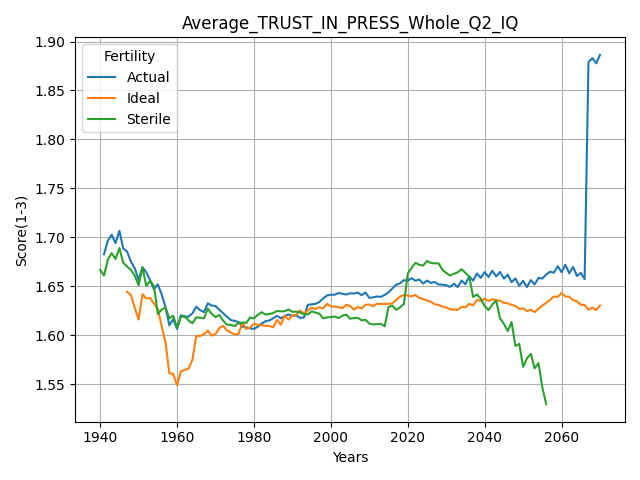 Average_TRUST_IN_PRESS_Whole_Q2_IQ
Fertility
Actual
Ideal
Sterile
Score(1-3)
1.90
1.85
1.80
1.75
1.70
1.65
1.60
1.55
1940 1960 1980 2000 2020 2040 2060
Years